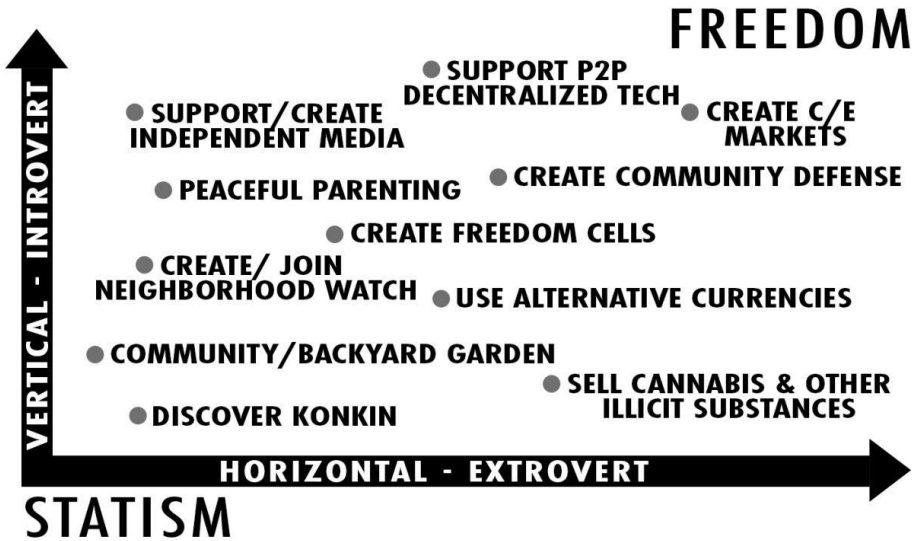 FREEDOM
SUPPORT P2P
DECENTRALIZED TECH
SUPPORT/CREATE
INDEPENDENT MEDIA
CREATE C/E
MARKETS
PEACEFUL PARENTING
CREATE COMMUNITY DEFENSE
CREATE FREEDOM CELLS
CREATE/ JOIN
NEIGHBORHOOD WATCH
USE ALTERNATIVE CURRENCIES
COMMUNITY/BACKYARD GARDEN
SELL CANNABIS & OTHER
ILLICIT SUBSTANCES
DISCOVER KONKIN
VERTICAL - INTROVERT
HORIZONTAL - EXTROVERT
STATISM